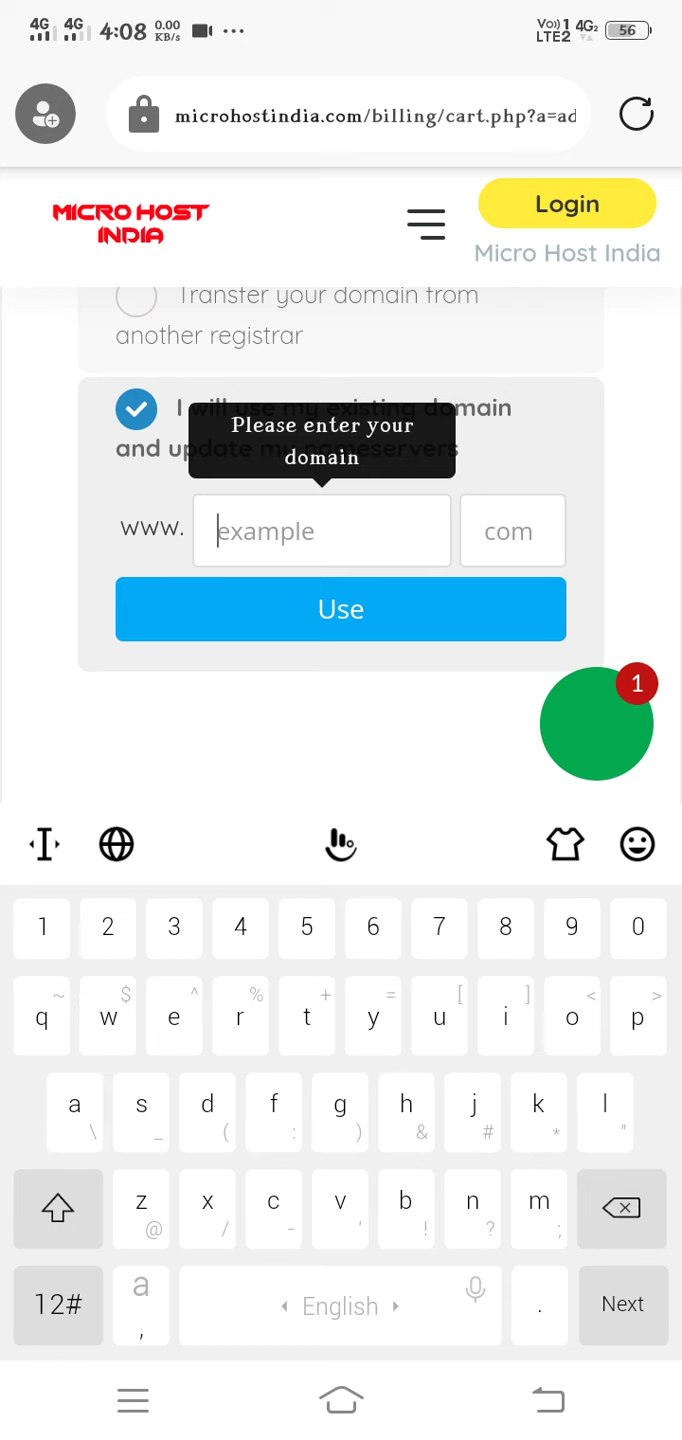 4G 4G 4:08 0.00 KB/s ... Vo) 1 LTE2 4G2 56
microhostindia.com/billing/cart.php?a=ad
MICRO HOST
INDIA
Login
Micro Host India
Transfer your domain from
another registrar
I will use my existing domain
and update my nameservers
Please enter your
domain
www. example com
Use
1
1 2 3 4 5 6 7 8 9 0
~ $ ^ % + = [ ] < >
q w e r t y u i o p
a s d f g h j k l
\ _ ( : ) & # * "
z x c v b n m
@ / - ' ! ? ;
12# a , English . Next